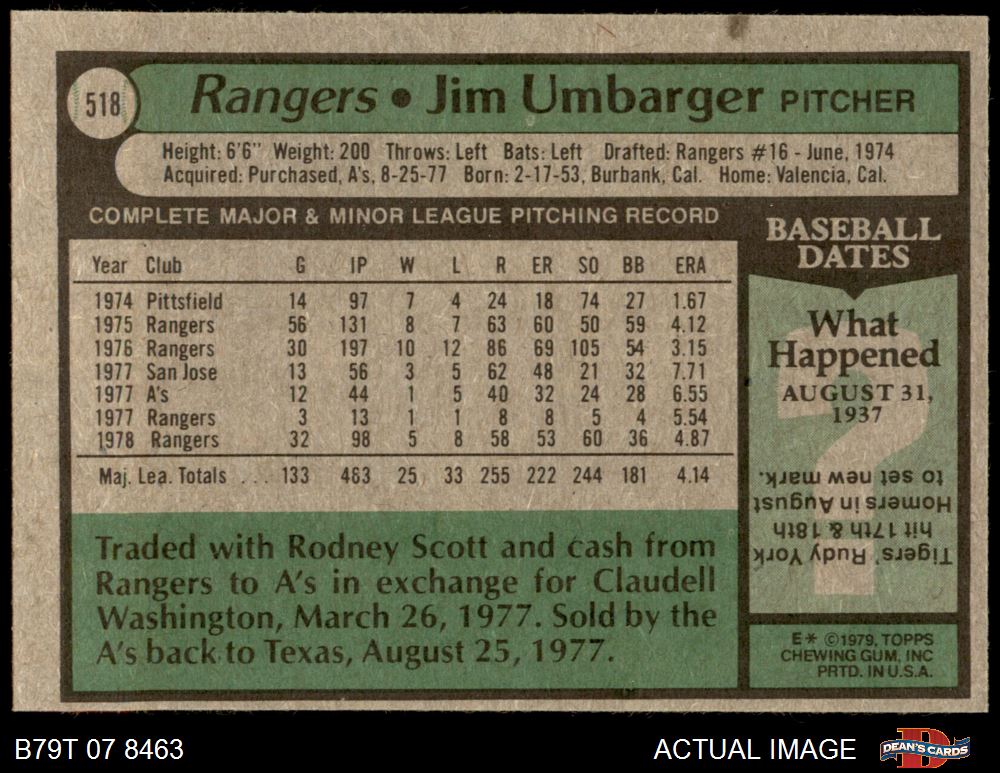 518
Rangers • Jim Umbarger PITCHER
Height: 6'6" Weight: 200 Throws: Left Bats: Left Drafted: Rangers #16 - June, 1974
Acquired: Purchased, A's, 8-25-77 Born: 2-17-53, Burbank, Cal. Home: Valencia, Cal.
COMPLETE MAJOR & MINOR LEAGUE PITCHING RECORD
Year Club G IP W L R ER SO BB ERA
1974 Pittsfield 14 97 7 4 24 18 74 27 1.67
1975 Rangers 56 131 8 7 63 60 50 59 4.12
1976 Rangers 30 197 10 12 86 69 105 54 3.15
1977 San Jose 13 56 3 5 62 48 21 32 7.71
1977 A's 12 44 1 5 40 32 24 28 6.55
1977 Rangers 3 13 1 1 8 8 5 4 5.54
1978 Rangers 32 98 5 8 58 53 60 36 4.87
Maj. Lea. Totals ... 133 483 25 33 255 222 244 181 4.14
Traded with Rodney Scott and cash from
Rangers to A's in exchange for Claudell
Washington, March 26, 1977. Sold by the
A's back to Texas, August 25, 1977.
BASEBALL
DATES
What
Happened
AUGUST 31,
1937
?
Tigers' Rudy York
hit 17th & 18th
Homers in August
to set new mark.
E* ©1979, TOPPS
CHEWING GUM, INC
PRTD. IN U.S.A.
B79T 07 8463
ACTUAL IMAGE
DEAN'S CARDS